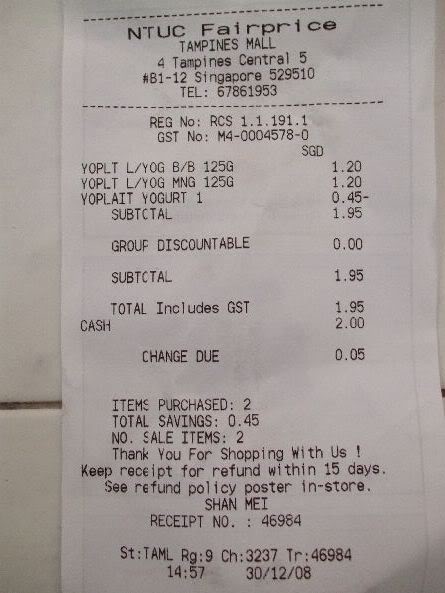 NTUC Fairprice
TAMPINES MALL
4 Tampines Central 5
#B1-12 Singapore 529510
TEL: 67861953
REG No: RCS 1.1.191.1
GST No: M4-0004578-0
SGD
YOPLT L/YOG B/B 125G 1.20
YOPLT L/YOG MNG 125G 1.20
YOPLAIT YOGURT 1 0.45-
SUBTOTAL 1.95
GROUP DISCOUNTABLE 0.00
SUBTOTAL 1.95
TOTAL Includes GST 1.95
CASH 2.00
CHANGE DUE 0.05
ITEMS PURCHASED: 2
TOTAL SAVINGS: 0.45
NO. SALE ITEMS: 2
Thank You For Shopping With Us !
Keep receipt for refund within 15 days.
See refund policy poster in-store.
SHAN MEI
RECEIPT NO. : 46984
St:TAML Rg:9 Ch:3237 Tr:46984
14:57 30/12/08